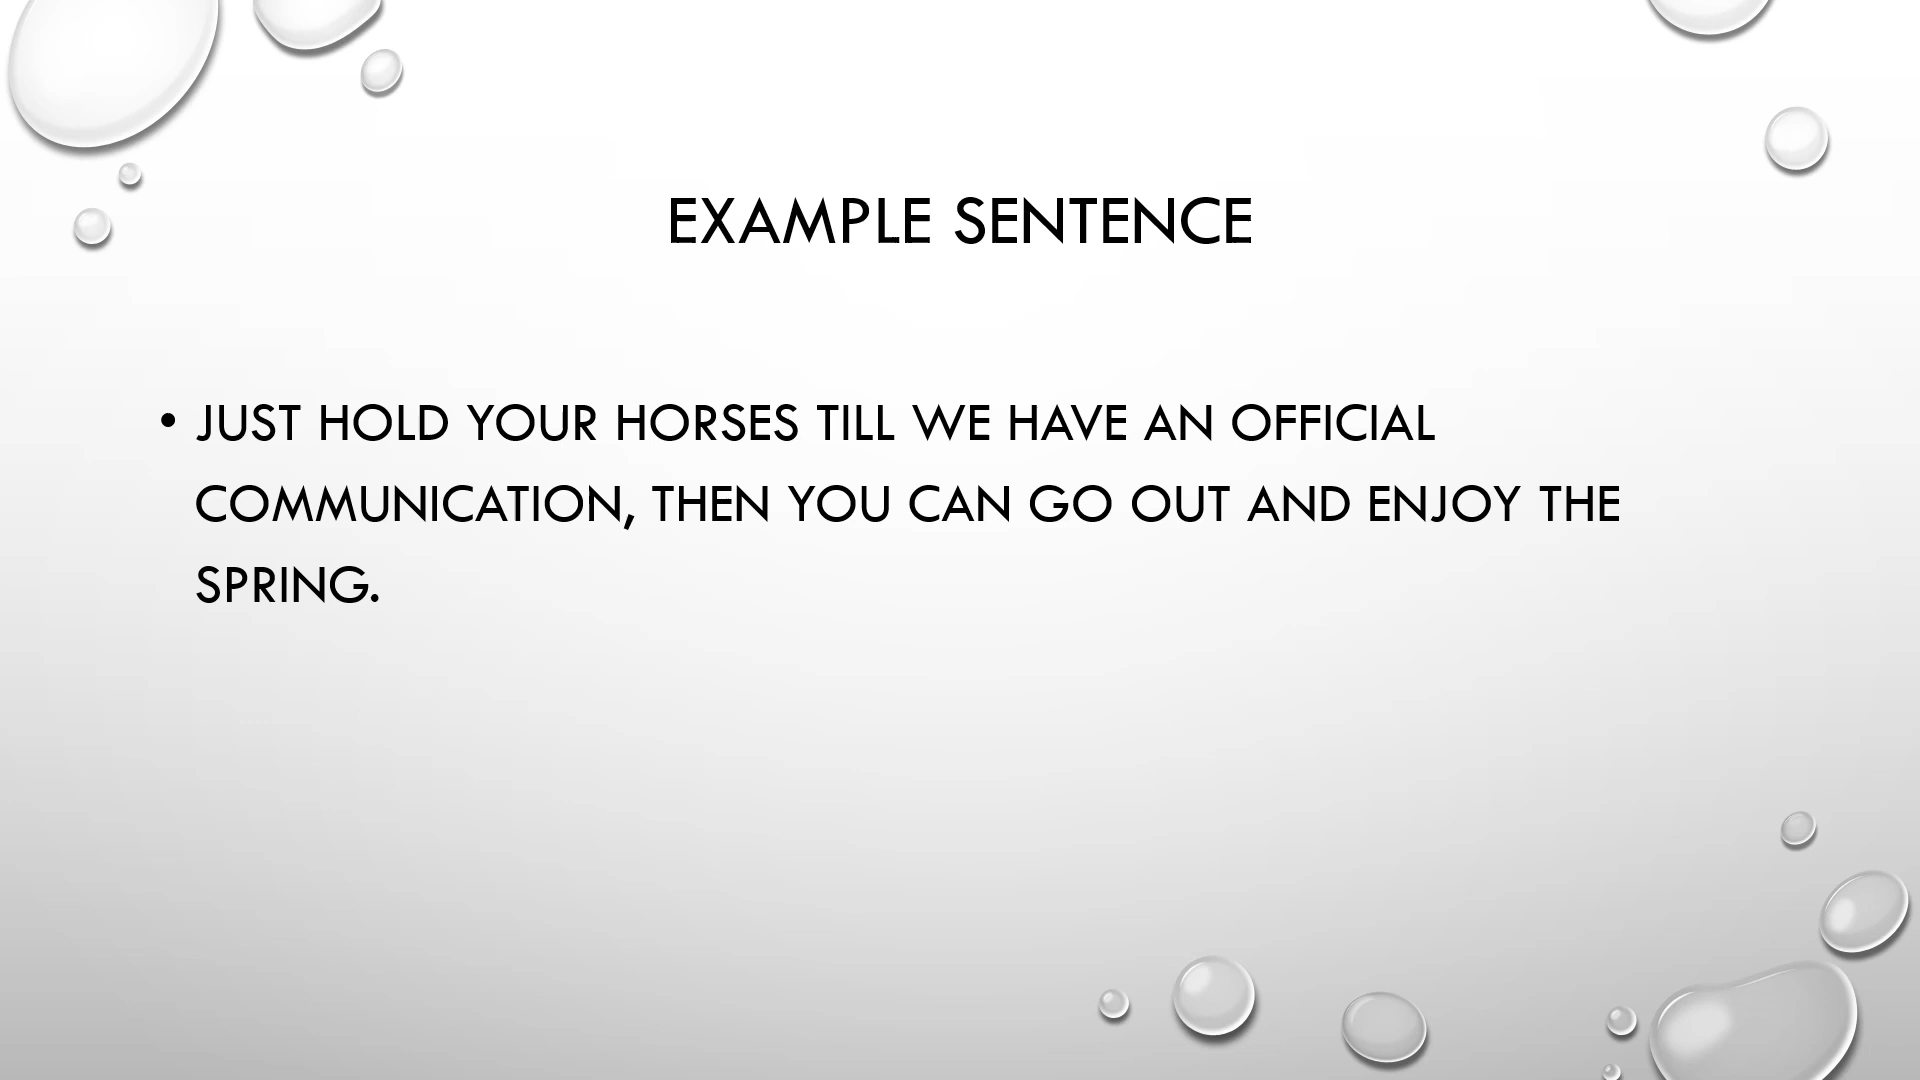 EXAMPLE SENTENCE
• JUST HOLD YOUR HORSES TILL WE HAVE AN OFFICIAL
COMMUNICATION, THEN YOU CAN GO OUT AND ENJOY THE
SPRING.